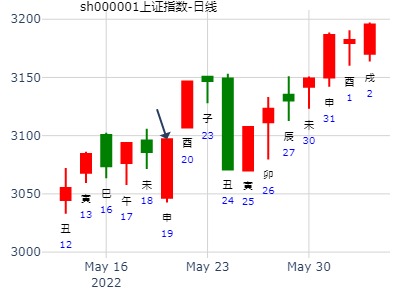 sh000001上证指数-日线
3200
3150
3100
3050
3000
丑
12
寅
13
巳
16
午
17
未
18
申
19
酉
20
子
23
丑
24
寅
25
卯
26
辰
27
未
30
申
31
酉
1
戌
2
May 16
2022
May 23
May 30